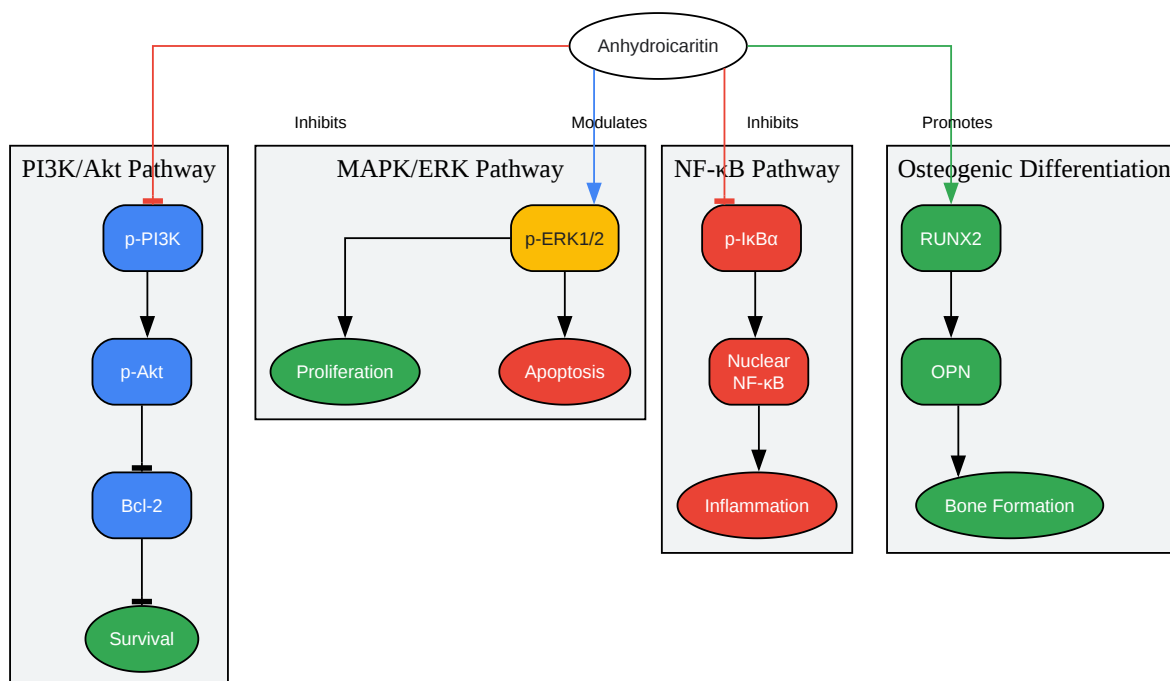 Anhydroicaritin
Inhibits
Modulates
Inhibits
Promotes
PI3K/Akt Pathway
MAPK/ERK Pathway
NF-κB Pathway
Osteogenic Differentiation
p-PI3K
p-ERK1/2
p-IκBα
RUNX2
p-Akt
Proliferation
Apoptosis
Nuclear
NF-κB
OPN
Bcl-2
Inflammation
Bone Formation
Survival